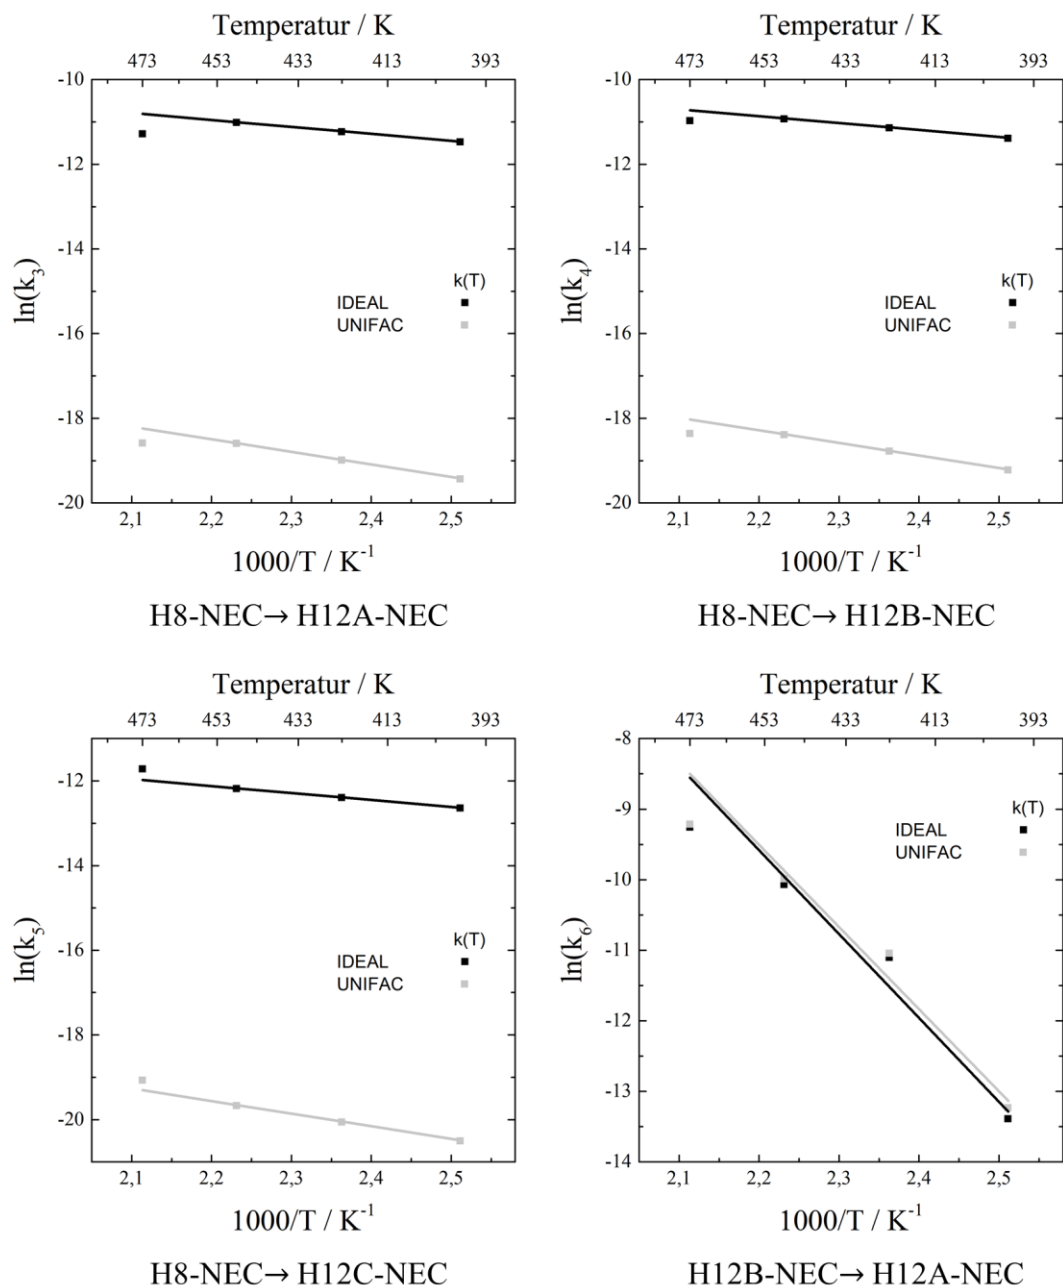 Temperatur / K
473 453 433 413 393
-10
-12
-14
-16
-18
-20
ln(k3)
k(T)
IDEAL
UNIFAC
2,1 2,2 2,3 2,4 2,5
1000/T / K-1
H8-NEC→ H12A-NEC
Temperatur / K
473 453 433 413 393
-10
-12
-14
-16
-18
-20
ln(k4)
k(T)
IDEAL
UNIFAC
2,1 2,2 2,3 2,4 2,5
1000/T / K-1
H8-NEC→ H12B-NEC
Temperatur / K
473 453 433 413 393
-12
-14
-16
-18
-20
ln(k5)
k(T)
IDEAL
UNIFAC
2,1 2,2 2,3 2,4 2,5
1000/T / K-1
H8-NEC→ H12C-NEC
Temperatur / K
473 453 433 413 393
-8
-9
-10
-11
-12
-13
-14
ln(k6)
k(T)
IDEAL
UNIFAC
2,1 2,2 2,3 2,4 2,5
1000/T / K-1
H12B-NEC→ H12A-NEC